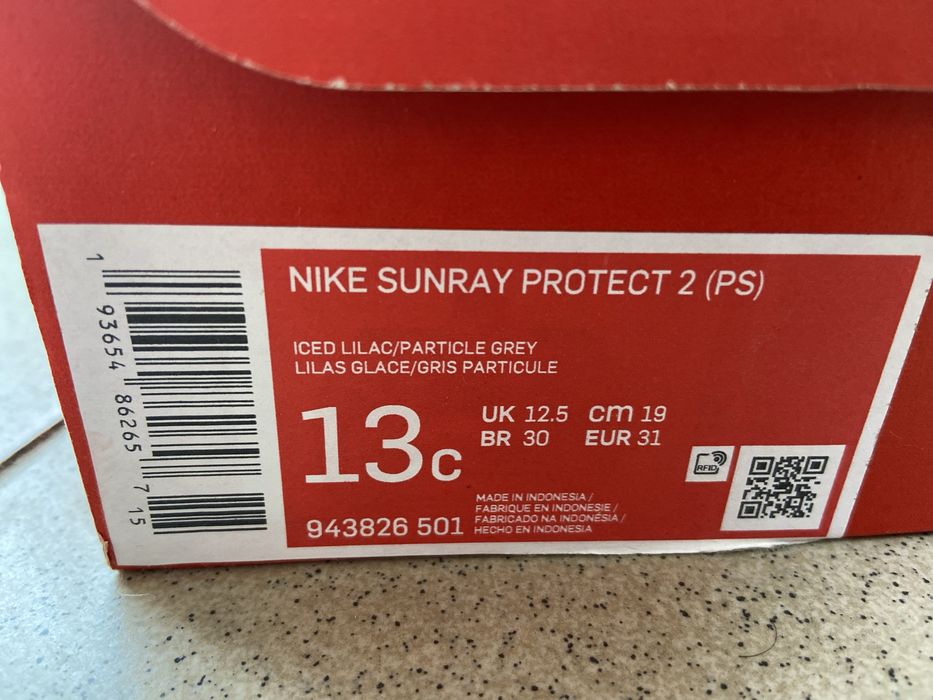 NIKE SUNRAY PROTECT 2 (PS)
ICED LILAC/PARTICLE GREY
LILAS GLACE/GRIS PARTICULE
13C
UK 12.5 cm 19
BR 30 EUR 31
943826 501
MADE IN INDONESIA /
FABRIQUE EN INDONESIE /
FABRICADO NA INDONÉSIA /
HECHO EN INDONESIA
RFID
1 93654 86265 7 15